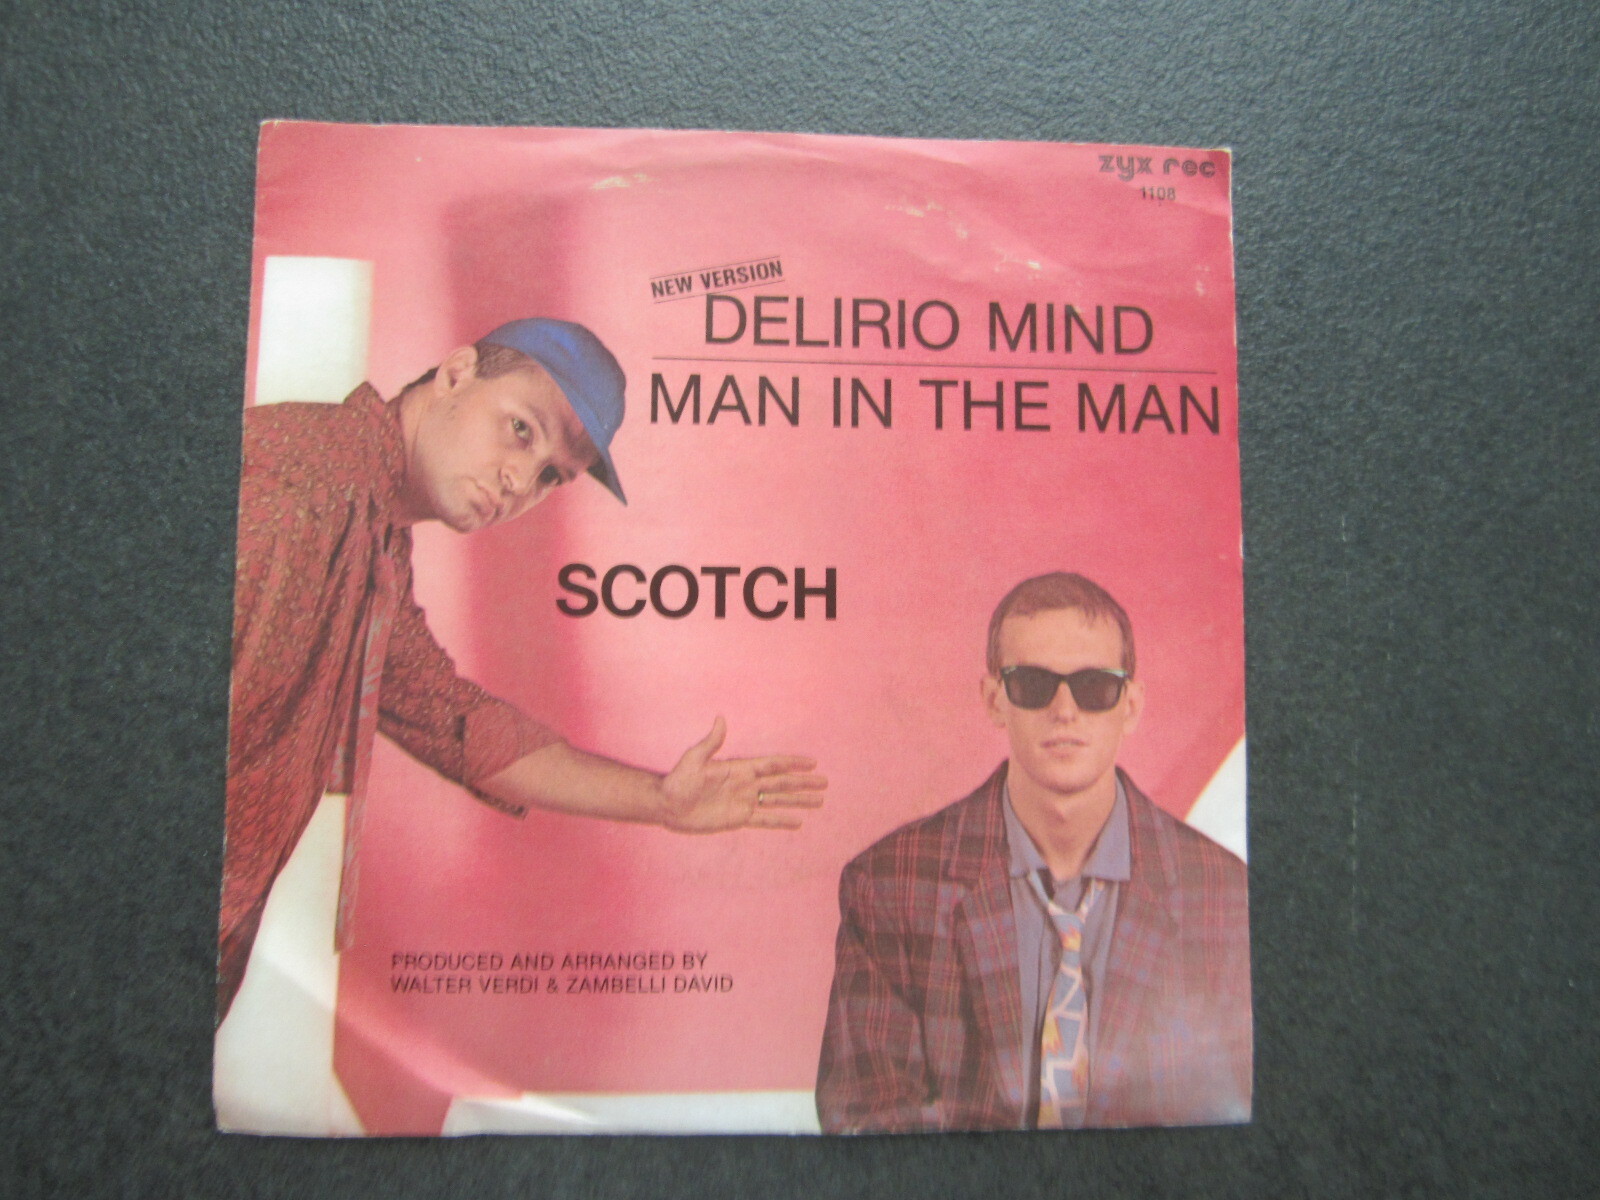 zyx rec
1108
NEW VERSION
DELIRIO MIND
MAN IN THE MAN
SCOTCH
PRODUCED AND ARRANGED BY
WALTER VERDI & ZAMBELLI DAVID